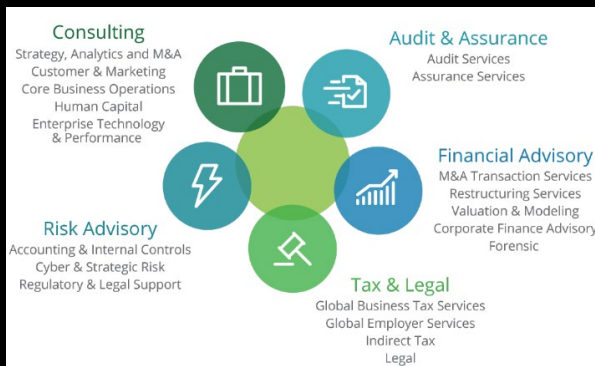 Consulting
Strategy, Analytics and M&A
Customer & Marketing
Core Business Operations
Human Capital
Enterprise Technology
& Performance
Audit & Assurance
Audit Services
Assurance Services
Financial Advisory
M&A Transaction Services
Restructuring Services
Valuation & Modeling
Corporate Finance Advisory
Forensic
Risk Advisory
Accounting & Internal Controls
Cyber & Strategic Risk
Regulatory & Legal Support
Tax & Legal
Global Business Tax Services
Global Employer Services
Indirect Tax
Legal